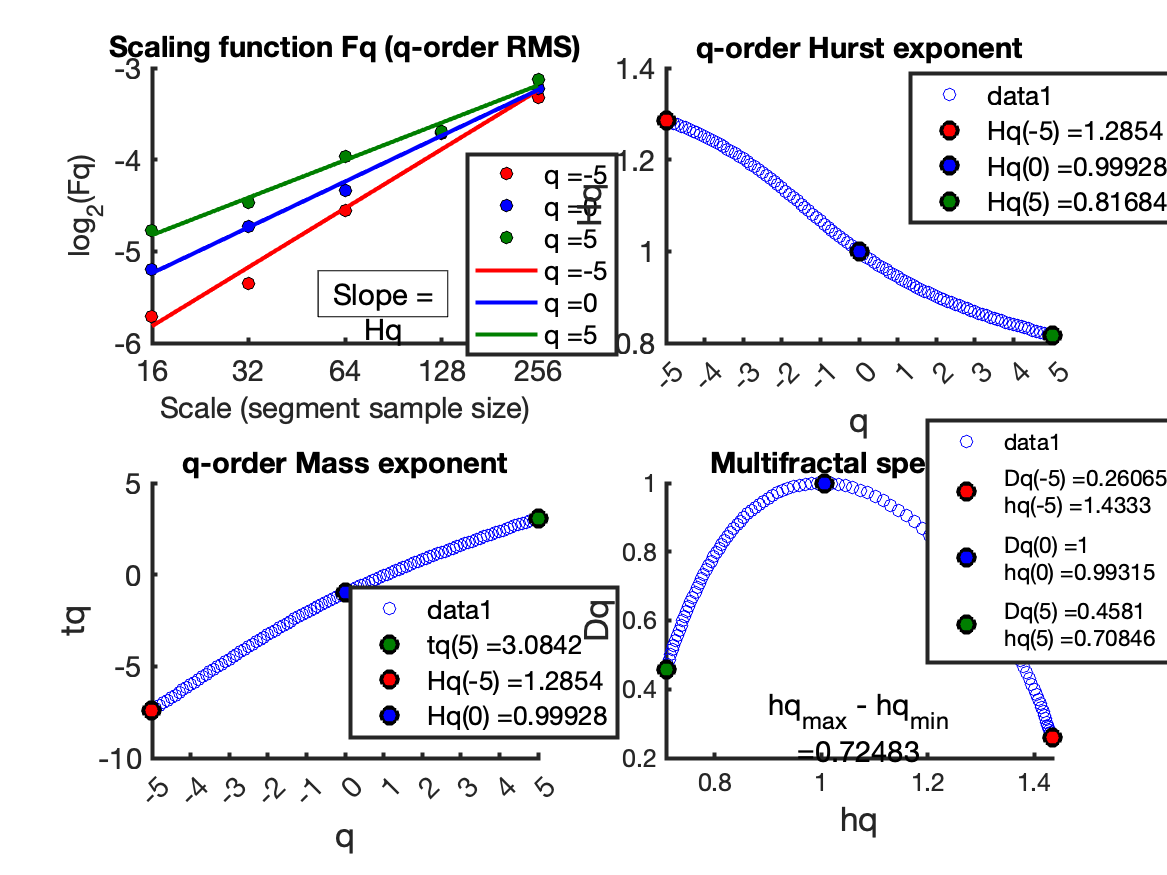 Scaling function Fq (q-order RMS)
-3
-4
-5
-6
log2(Fq)
q =-5
q =0
q =5
q =-5
q =0
q =5
Slope =
Hq
16 32 64 128 256
Scale (segment sample size)
q-order Hurst exponent
1.4
1.2
1
0.8
Hq
data1
Hq(-5) =1.2854
Hq(0) =0.99928
Hq(5) =0.81684
-5 -4 -3 -2 -1 0 1 2 3 4 5
q
q-order Mass exponent
5
0
-5
-10
tq
data1
tq(5) =3.0842
Hq(-5) =1.2854
Hq(0) =0.99928
-5 -4 -3 -2 -1 0 1 2 3 4 5
q
Multifractal spe
1
0.8
0.6
0.4
0.2
Dq
data1
Dq(-5) =0.26065
hq(-5) =1.4333
Dq(0) =1
hq(0) =0.99315
Dq(5) =0.4581
hq(5) =0.70846
hqmax - hqmin
=0.72483
0.8 1 1.2 1.4
hq